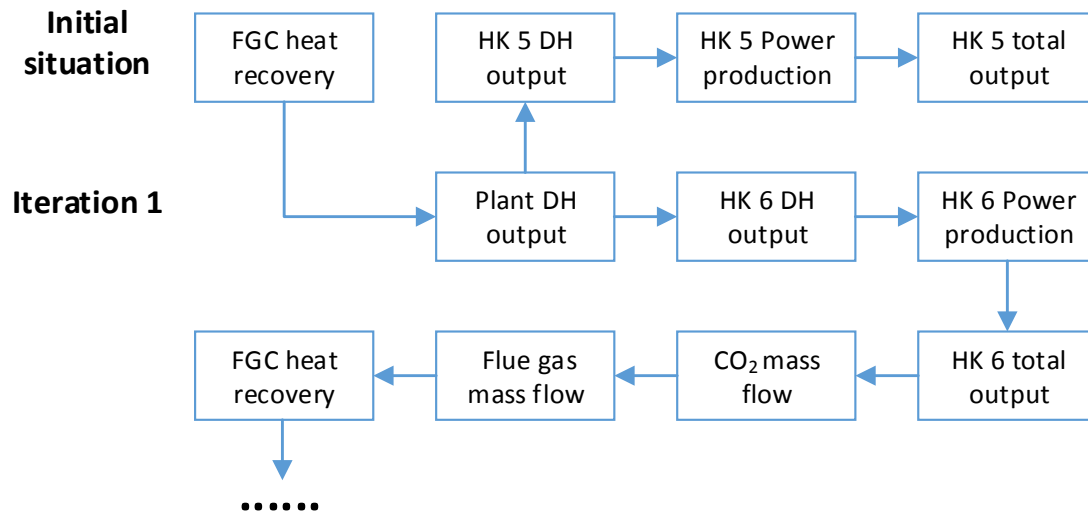 Initial
situation
FGC heat
recovery
HK 5 DH
output
HK 5 Power
production
HK 5 total
output
Iteration 1
Plant DH
output
HK 6 DH
output
HK 6 Power
production
FGC heat
recovery
Flue gas
mass flow
CO₂ mass
flow
HK 6 total
output
......